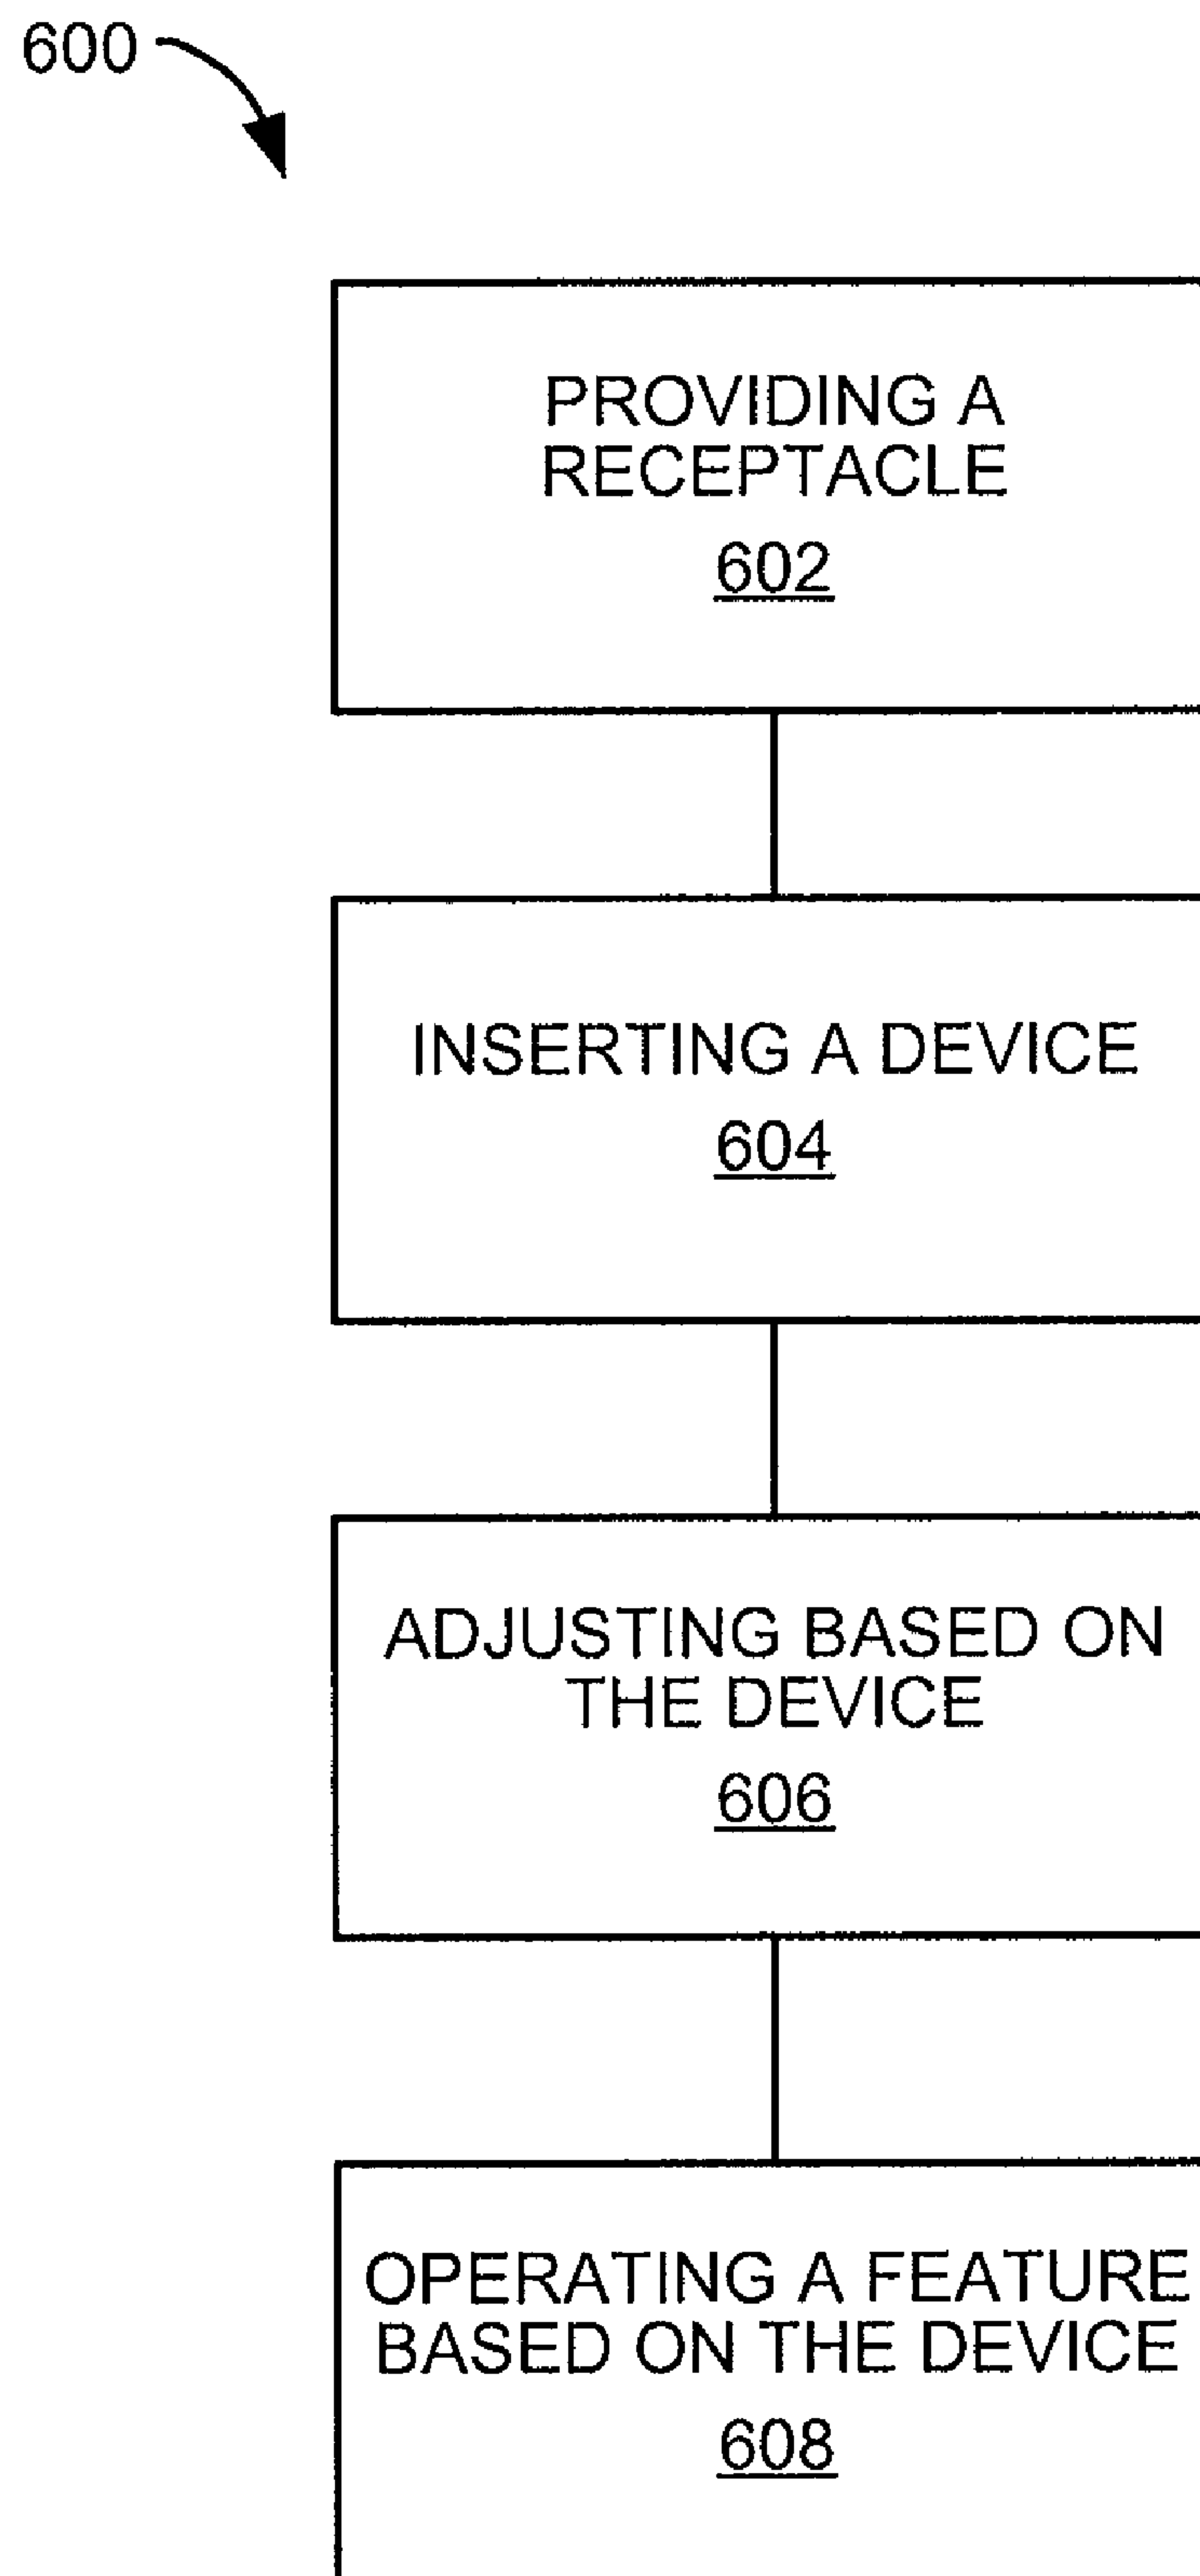 600
PROVIDING A
RECEPTACLE
602
INSERTING A DEVICE
604
ADJUSTING BASED ON
THE DEVICE
606
OPERATING A FEATURE
BASED ON THE DEVICE
608